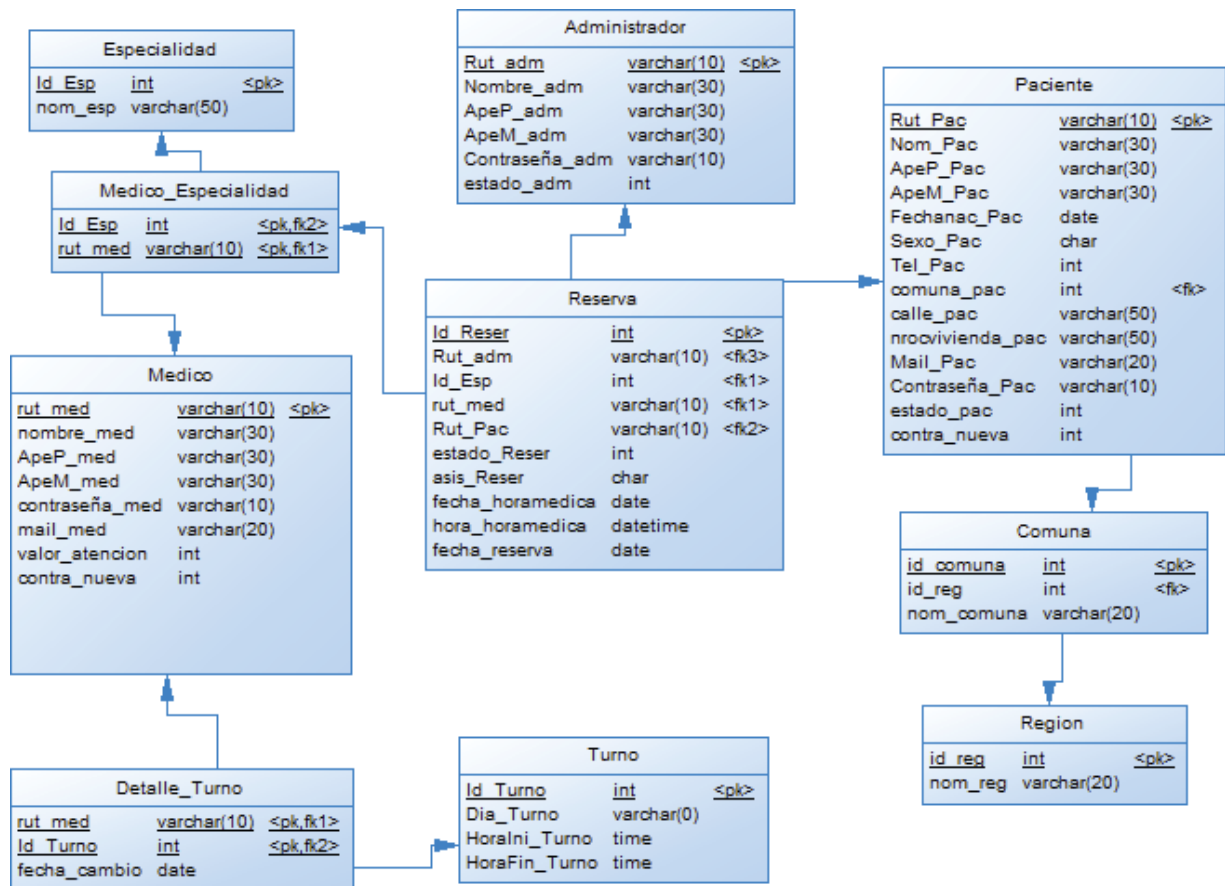 Especialidad
Id_Esp int <pk>
nom_esp varchar(50)
Medico_Especialidad
Id_Esp int <pk,fk2>
rut_med varchar(10) <pk,fk1>
Medico
rut_med varchar(10) <pk>
nombre_med varchar(30)
ApeP_med varchar(30)
ApeM_med varchar(30)
contraseña_med varchar(10)
mail_med varchar(20)
valor_atencion int
contra_nueva int
Detalle_Turno
rut_med varchar(10) <pk,fk1>
Id_Turno int <pk,fk2>
fecha_cambio date
Administrador
Rut_adm varchar(10) <pk>
Nombre_adm varchar(30)
ApeP_adm varchar(30)
ApeM_adm varchar(30)
Contraseña_adm varchar(10)
estado_adm int
Reserva
Id_Reser int <pk>
Rut_adm varchar(10) <fk3>
Id_Esp int <fk1>
rut_med varchar(10) <fk1>
Rut_Pac varchar(10) <fk2>
estado_Reser int
asis_Reser char
fecha_horamedica date
hora_horamedica datetime
fecha_reserva date
Turno
Id_Turno int <pk>
Dia_Turno varchar(0)
HoraIni_Turno time
HoraFin_Turno time
Paciente
Rut_Pac varchar(10) <pk>
Nom_Pac varchar(30)
ApeP_Pac varchar(30)
ApeM_Pac varchar(30)
Fechanac_Pac date
Sexo_Pac char
Tel_Pac int
comuna_pac int <fk>
calle_pac varchar(50)
nrocvivienda_pac varchar(50)
Mail_Pac varchar(20)
Contraseña_Pac varchar(10)
estado_pac int
contra_nueva int
Comuna
id_comuna int <pk>
id_reg int <fk>
nom_comuna varchar(20)
Region
id_reg int <pk>
nom_reg varchar(20)